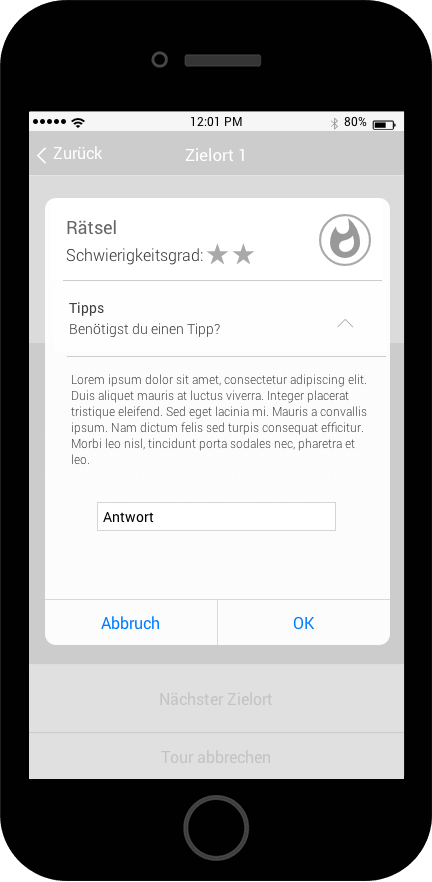 12:01 PM
80%
Zurück
Zielort 1
Rätsel
Schwierigkeitsgrad:
Tipps
Benötigst du einen Tipp?
Lorem ipsum dolor sit amet, consectetur adipiscing elit.
Duis aliquet mauris at luctus viverra. Integer placerat
tristique eleifend. Sed eget lacinia mi. Mauris a convallis
ipsum. Nam dictum felis sed turpis consequat efficitur.
Morbi leo nisl, tincidunt porta sodales nec, pharetra et
leo.
Antwort
Abbruch
OK
Nächster Zielort
Tour abbrechen